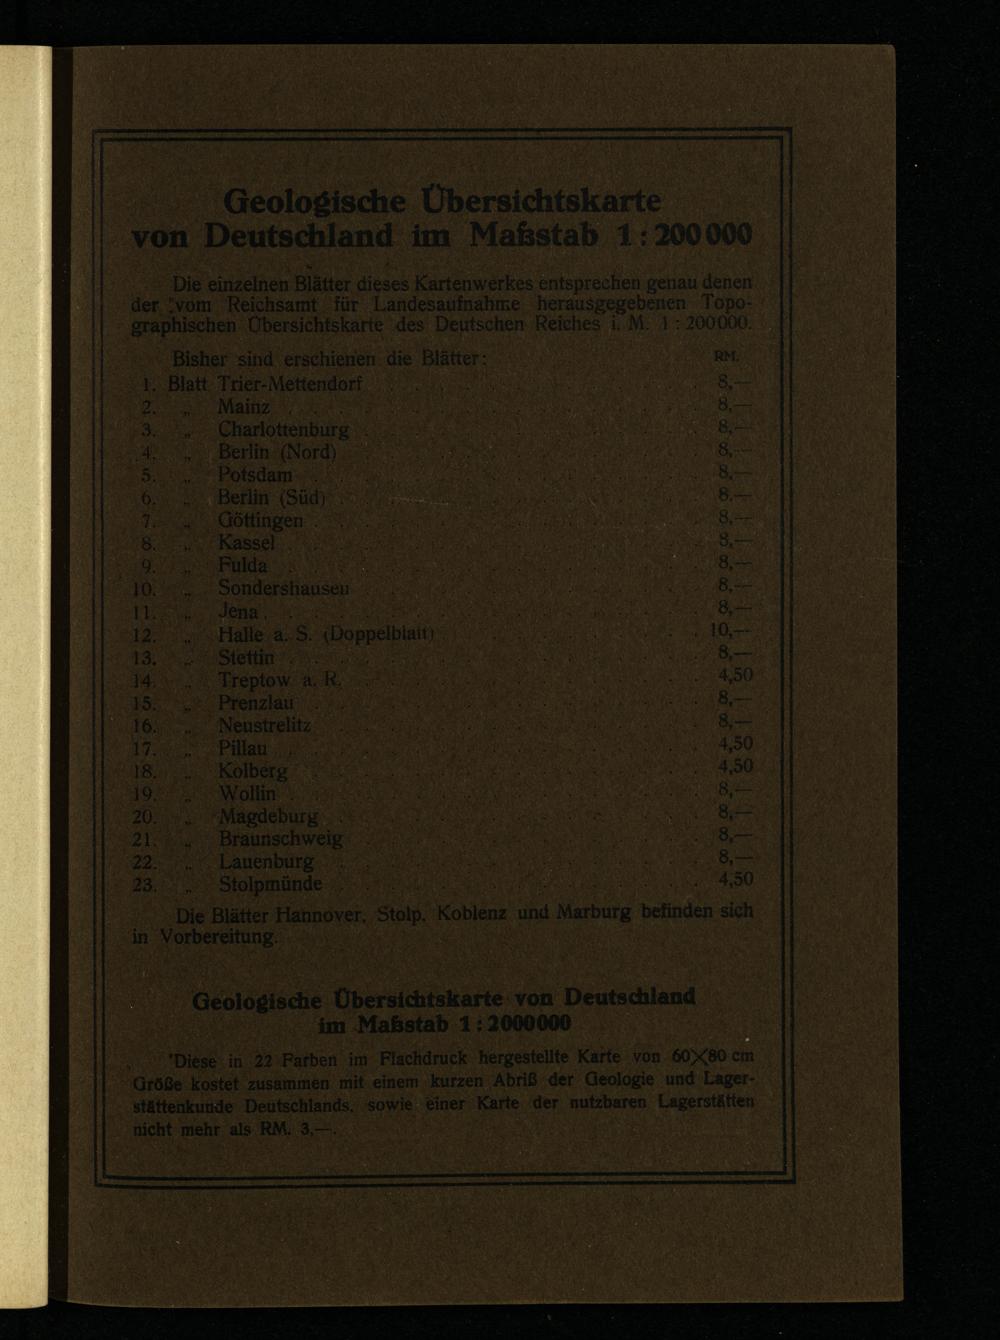 Geologische Übersichtskarte
von Deutschland im Maßstab 1:200000
Die einzelnen Blätter dieses Kartenwerkes entsprechen genau denen
der vom Reichsamt für Landesaufnahme herausgegebenen Topo-
graphischen Übersichtskarte des Deutschen Reiches i. M. 1:200000.
Bisher sind erschienen die Blätter: RM.
1. Blatt Trier-Mettendorf 8,—
2. „ Mainz 8,—
3. „ Charlottenburg 8,—
4. „ Berlin (Nord) 8,—
5. „ Potsdam 8,—
6. „ Berlin (Süd) 8,—
7. „ Göttingen 8,—
8. „ Kassel 8,—
9. „ Fulda 8,—
10. „ Sondershausen 8,—
11. „ Jena 8,—
12. „ Halle a. S. (Doppelblatt) 10,—
13. „ Stettin 8,—
14. „ Treptow a. R. 4,50
15. „ Prenzlau 8,—
16. „ Neustrelitz 8,—
17. „ Pillau 4,50
18. „ Kolberg 4,50
19. „ Wollin 8,—
20. „ Magdeburg 8,—
21. „ Braunschweig 8,—
22. „ Lauenburg 8,—
23. „ Stolpmünde 4,50
Die Blätter Hannover, Stolp, Koblenz und Marburg befinden sich
in Vorbereitung.
Geologische Übersichtskarte von Deutschland
im Maßstab 1:2000000
Diese in 22 Farben im Flachdruck hergestellte Karte von 60×80 cm
Größe kostet zusammen mit einem kurzen Abriß der Geologie und Lager-
stättenkunde Deutschlands, sowie einer Karte der nutzbaren Lagerstätten
nicht mehr als RM. 3,—.